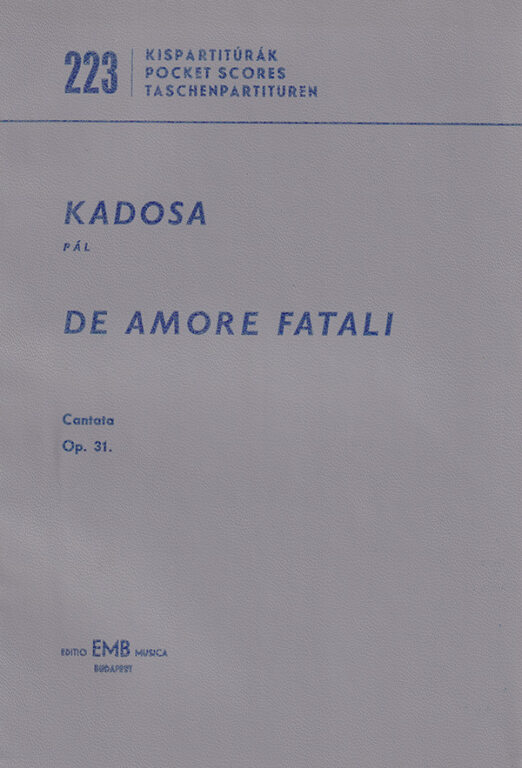 223
KISPARTITÚRÁK
POCKET SCORES
TASCHENPARTITUREN
KADOSA
PÁL
DE AMORE FATALI
Cantata
Op. 31.
EDITIO EMB MUSICA
BUDAPEST